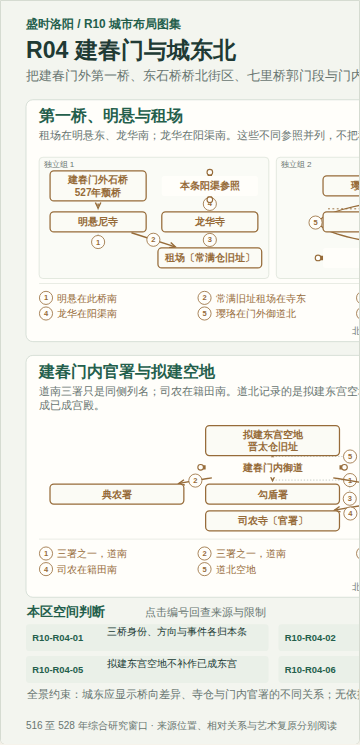 盛时洛阳 / R10 城市布局图集
R04 建春门与城东北
把建春门外第一桥、东石桥桥北街区、七里桥郭门段与门内
第一桥、明悬与租场
租场在明悬东、龙华南；龙华在阳渠南。这些不同参照并列，不把
独立组 1
建春门外石桥
527年颓桥
本条阳渠参照
4
明悬尼寺
龙华寺
1
2
3
租场〔常满仓旧址〕
独立组 2
璎
5
1 明悬在此桥南
2 常满旧址租场在寺东
4 龙华在阳渠南
5 璎珞在门外御道北
北
建春门内官署与拟建空地
道南三署只是同侧列名；司农在籍田南。道北记录的是拟建东宫空
成已成宫殿。
拟建东宫空地
晋太仓旧址
5
建春门内御道
2
1
典农署
勾盾署
3
司农寺〔官署〕
4
1 三署之一，道南
2 三署之一，道南
4 司农在籍田南
5 道北空地
北
本区空间判断
点击编号回查来源与限制
R10-R04-01
三桥身份、方向与事件各归本条
R10-R04-02
R10-R04-05
拟建东宫空地不补作已成宫
R10-R04-06
全景约束：城东应显示桥向差异、寺仓与门内官署的不同关系；无依
516 至 528 年综合研究窗口 · 来源位置、相对关系与艺术复原分别阅读